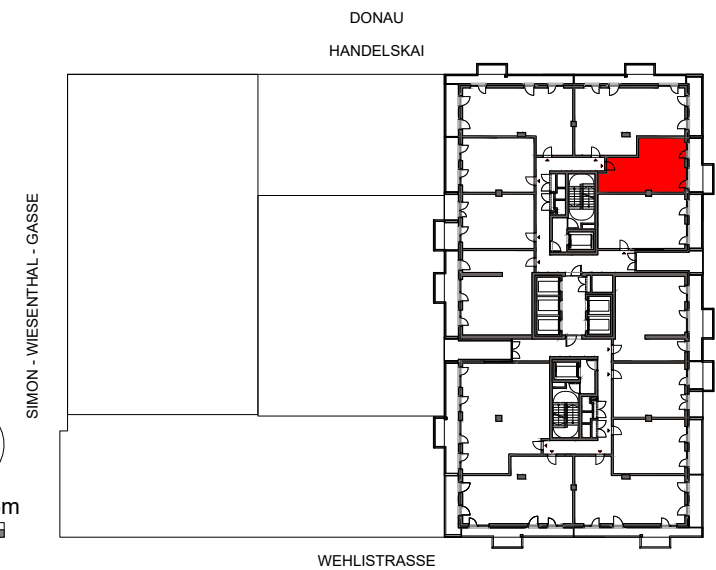 DONAU
HANDELSKAI
SIMON - WIESENTHAL - GASSE
m
WEHLISTRASSE